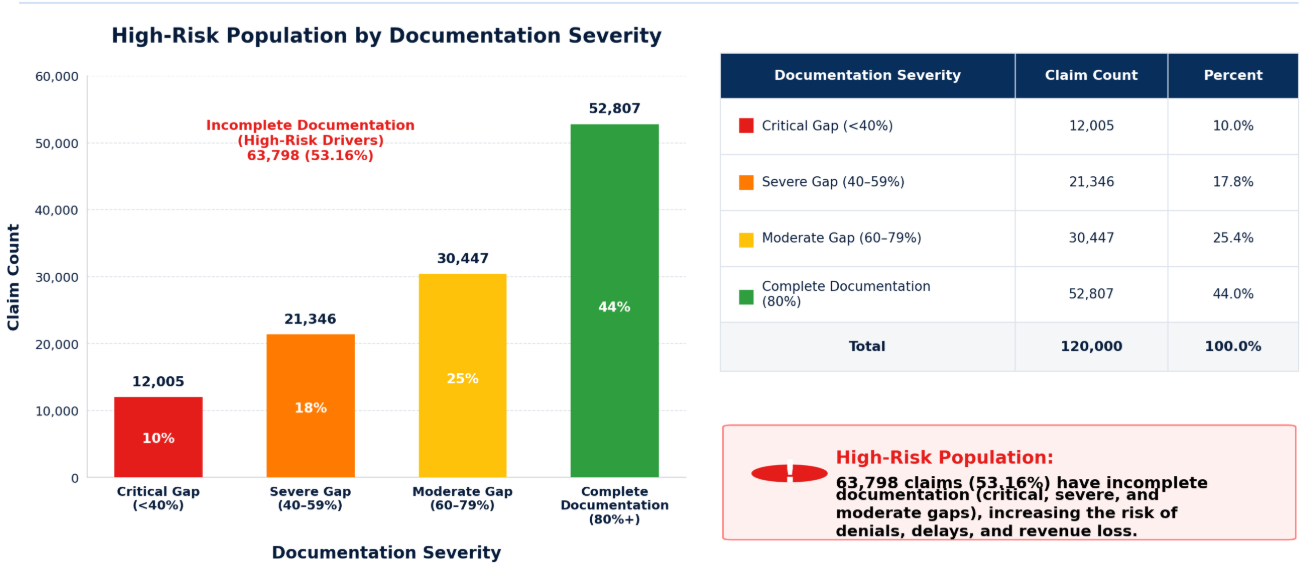 High-Risk Population by Documentation Severity
60,000
50,000
40,000
30,000
20,000
10,000
0
Claim Count
Incomplete Documentation
(High-Risk Drivers)
63,798 (53.16%)
12,005
10%
21,346
18%
30,447
25%
52,807
44%
Critical Gap
(<40%)
Severe Gap
(40–59%)
Moderate Gap
(60–79%)
Complete
Documentation
(80%+)
Documentation Severity
Documentation Severity Claim Count Percent
Critical Gap (<40%) 12,005 10.0%
Severe Gap (40–59%) 21,346 17.8%
Moderate Gap (60–79%) 30,447 25.4%
Complete Documentation
(80%) 52,807 44.0%
Total 120,000 100.0%
!
High-Risk Population:
63,798 claims (53.16%) have incomplete
documentation (critical, severe, and
moderate gaps), increasing the risk of
denials, delays, and revenue loss.